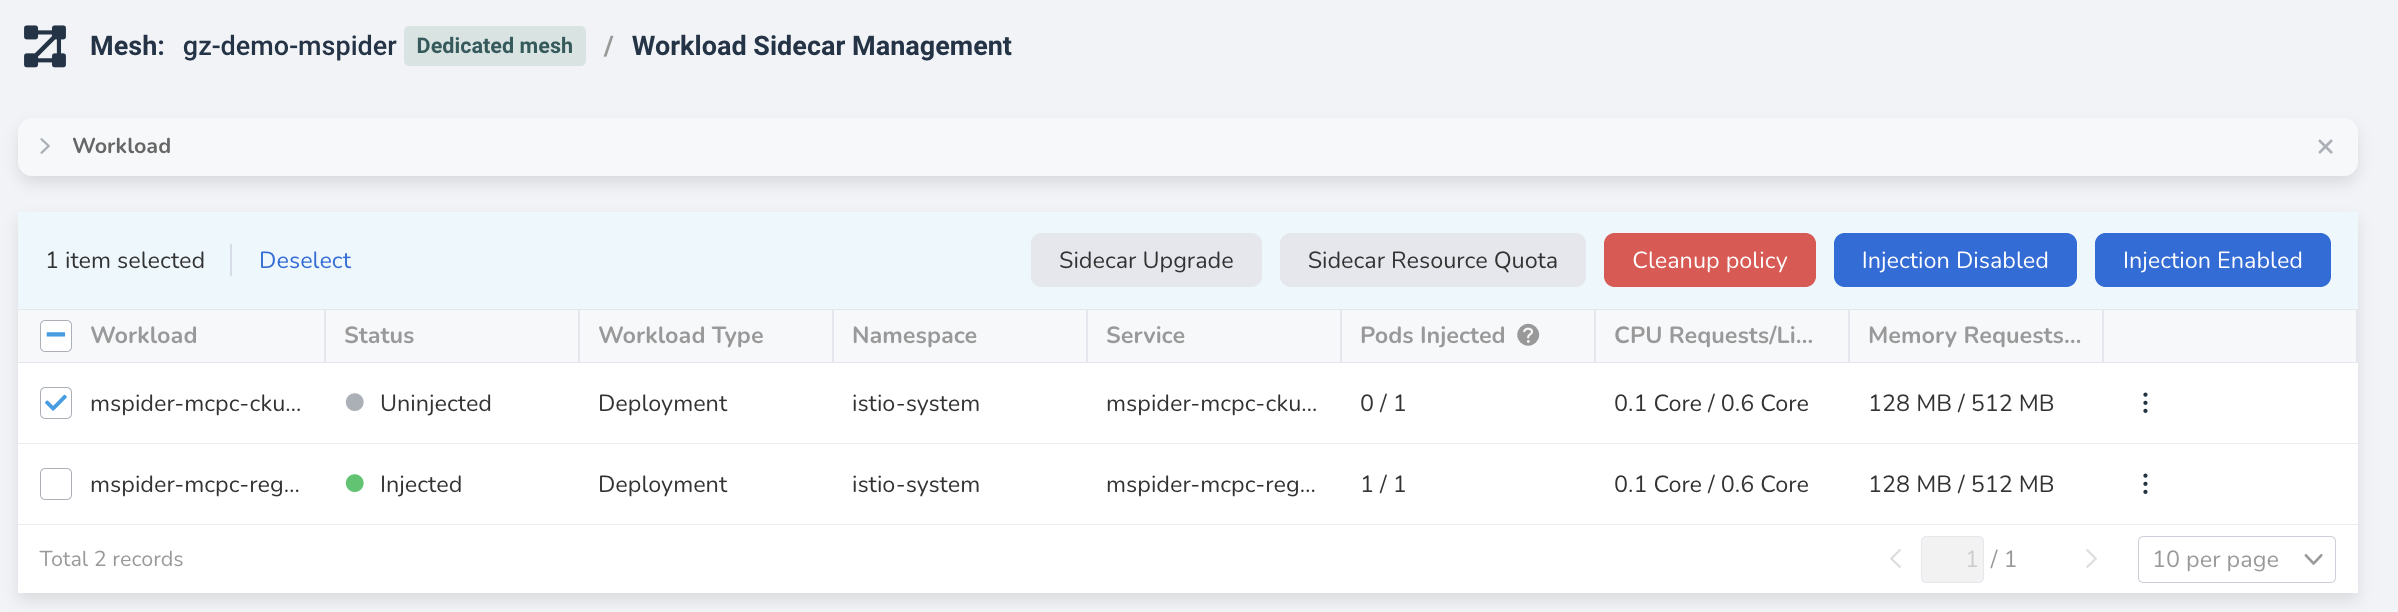 Mesh: gz-demo-mspider Dedicated mesh / Workload Sidecar Management
Workload
1 item selected Deselect Sidecar Upgrade Sidecar Resource Quota Cleanup policy Injection Disabled Injection Enabled
Workload Status Workload Type Namespace Service Pods Injected ? CPU Requests/Li... Memory Requests...
mspider-mcpc-cku... Uninjected Deployment istio-system mspider-mcpc-cku... 0 / 1 0.1 Core / 0.6 Core 128 MB / 512 MB
mspider-mcpc-reg... Injected Deployment istio-system mspider-mcpc-reg... 1 / 1 0.1 Core / 0.6 Core 128 MB / 512 MB
Total 2 records 1 / 1 10 per page